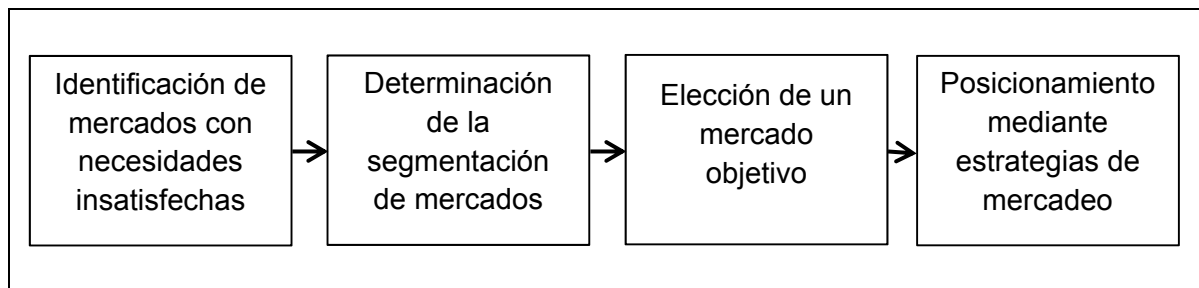 Identificación de
mercados con
necesidades
insatisfechas
Determinación
de la
segmentación
de mercados
Elección de un
mercado
objetivo
Posicionamiento
mediante
estrategias de
mercadeo